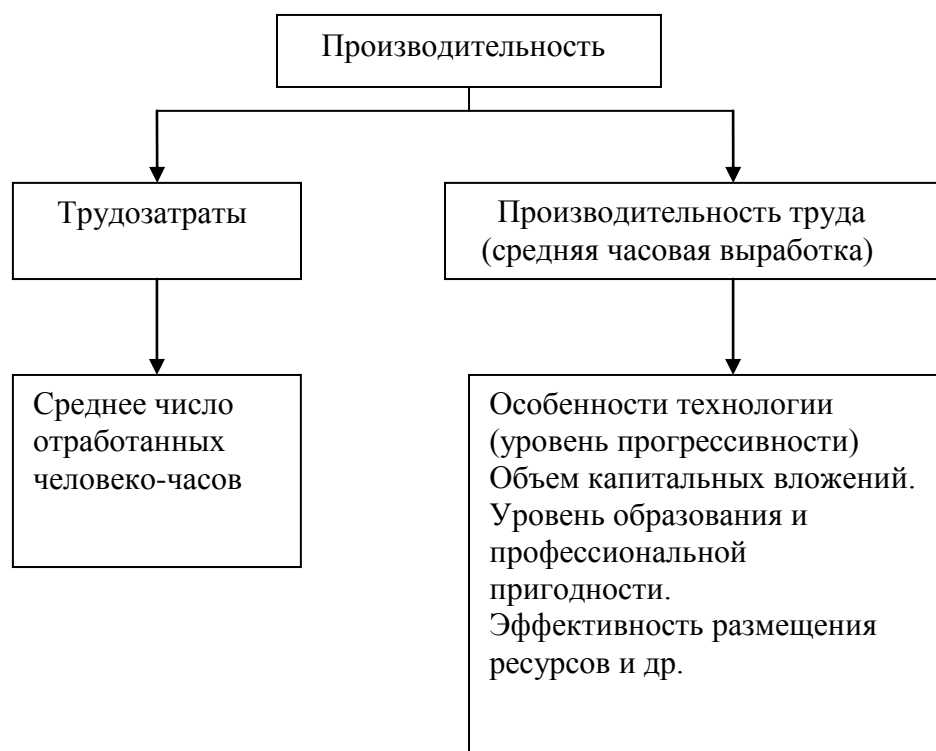 Производительность
Трудозатраты
Производительность труда
(средняя часовая выработка)
Среднее число
отработанных
человеко-часов
Особенности технологии
(уровень прогрессивности)
Объем капитальных вложений.
Уровень образования и
профессиональной
пригодности.
Эффективность размещения
ресурсов и др.